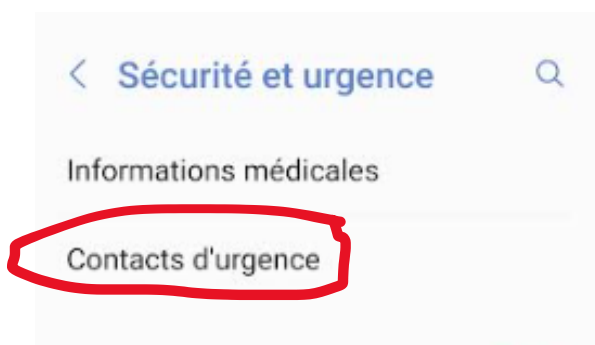 Sécurité et urgence
Informations médicales
Contacts d'urgence